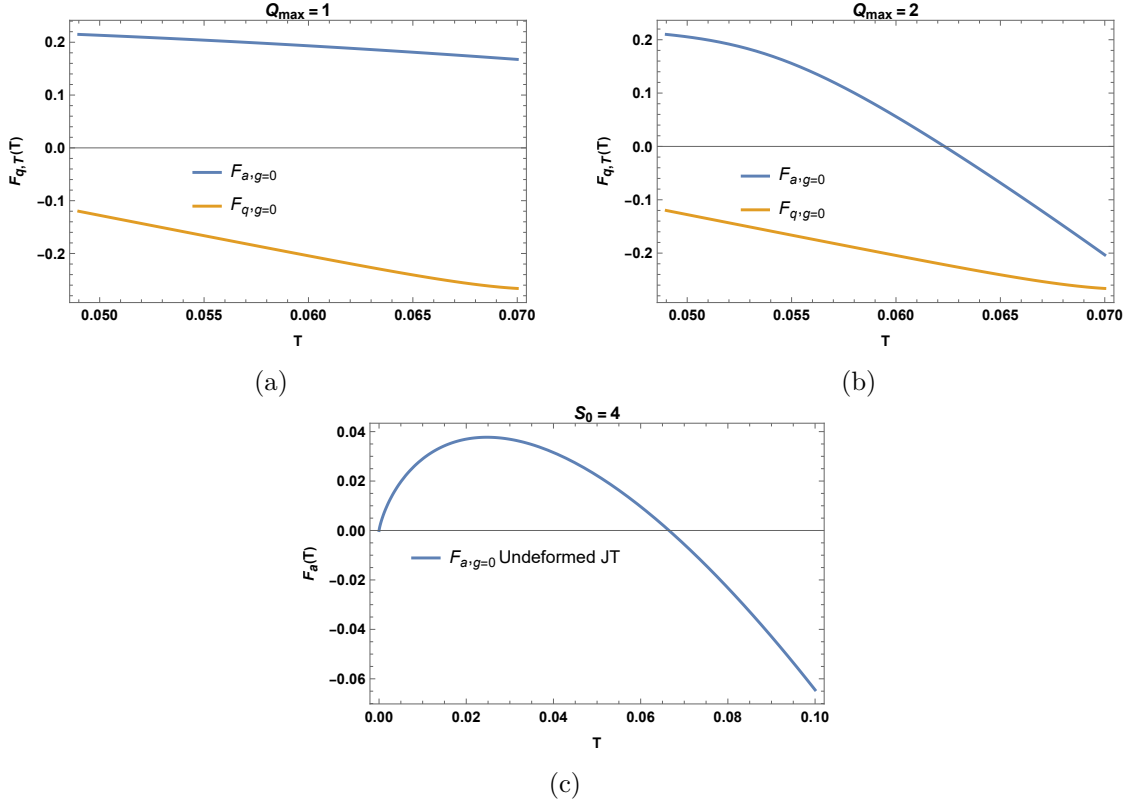 Q_max = 1
F_q,T(T)
0.2
0.1
0.0
−0.1
−0.2
F_a,g=0
F_q,g=0
0.050 0.055 0.060 0.065 0.070
T
(a)
Q_max = 2
F_q,T(T)
0.2
0.1
0.0
−0.1
−0.2
F_a,g=0
F_q,g=0
0.050 0.055 0.060 0.065 0.070
T
(b)
S_0 = 4
F_a(T)
0.04
0.02
0.00
−0.02
−0.04
−0.06
F_a,g=0 Undeformed JT
0.00 0.02 0.04 0.06 0.08 0.10
T
(c)